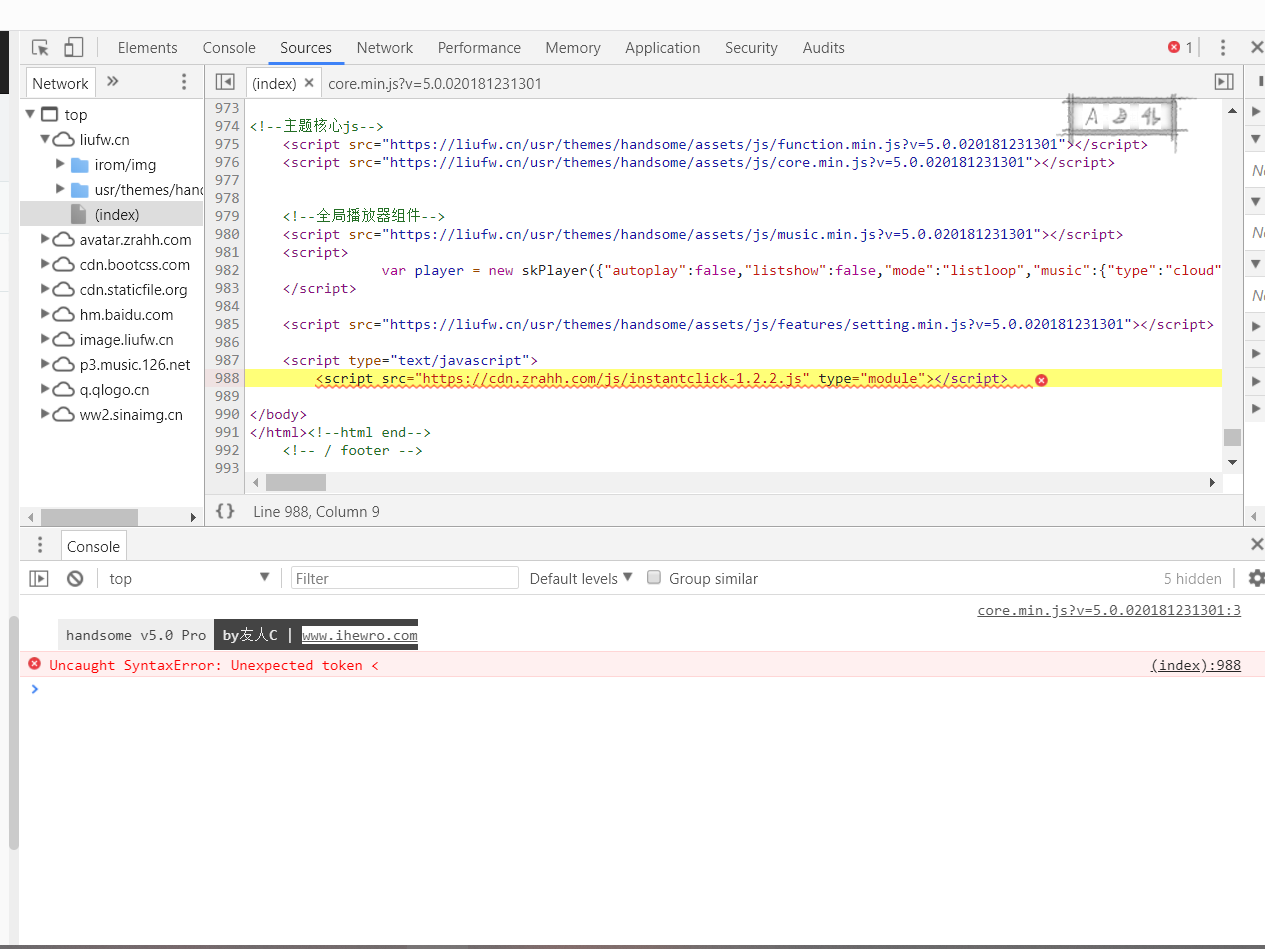 Elements Console Sources Network Performance Memory Application Security Audits 1
Network » (index) × core.min.js?v=5.0.020181231301
top
liufw.cn
irom/img
usr/themes/hand
(index)
avatar.zrahh.com
cdn.bootcss.com
cdn.staticfile.org
hm.baidu.com
image.liufw.cn
p3.music.126.net
q.qlogo.cn
ww2.sinaimg.cn
973
974 <!--主题核心js-->
975 <script src="https://liufw.cn/usr/themes/handsome/assets/js/function.min.js?v=5.0.020181231301"></script>
976 <script src="https://liufw.cn/usr/themes/handsome/assets/js/core.min.js?v=5.0.020181231301"></script>
977
978
979 <!--全局播放器组件-->
980 <script src="https://liufw.cn/usr/themes/handsome/assets/js/music.min.js?v=5.0.020181231301"></script>
981 <script>
982 var player = new skPlayer({"autoplay":false,"listshow":false,"mode":"listloop","music":{"type":"cloud"
983 </script>
984
985 <script src="https://liufw.cn/usr/themes/handsome/assets/js/features/setting.min.js?v=5.0.020181231301"></script>
986
987 <script type="text/javascript">
988 <script src="https://cdn.zrahh.com/js/instantclick-1.2.2.js" type="module"></script>
989
990 </body>
991 </html><!--html end-->
992 <!-- / footer -->
993
{} Line 988, Column 9
Console
top Filter Default levels Group similar 5 hidden
core.min.js?v=5.0.020181231301:3
handsome v5.0 Pro by友人C | www.ihewro.com
Uncaught SyntaxError: Unexpected token < (index):988